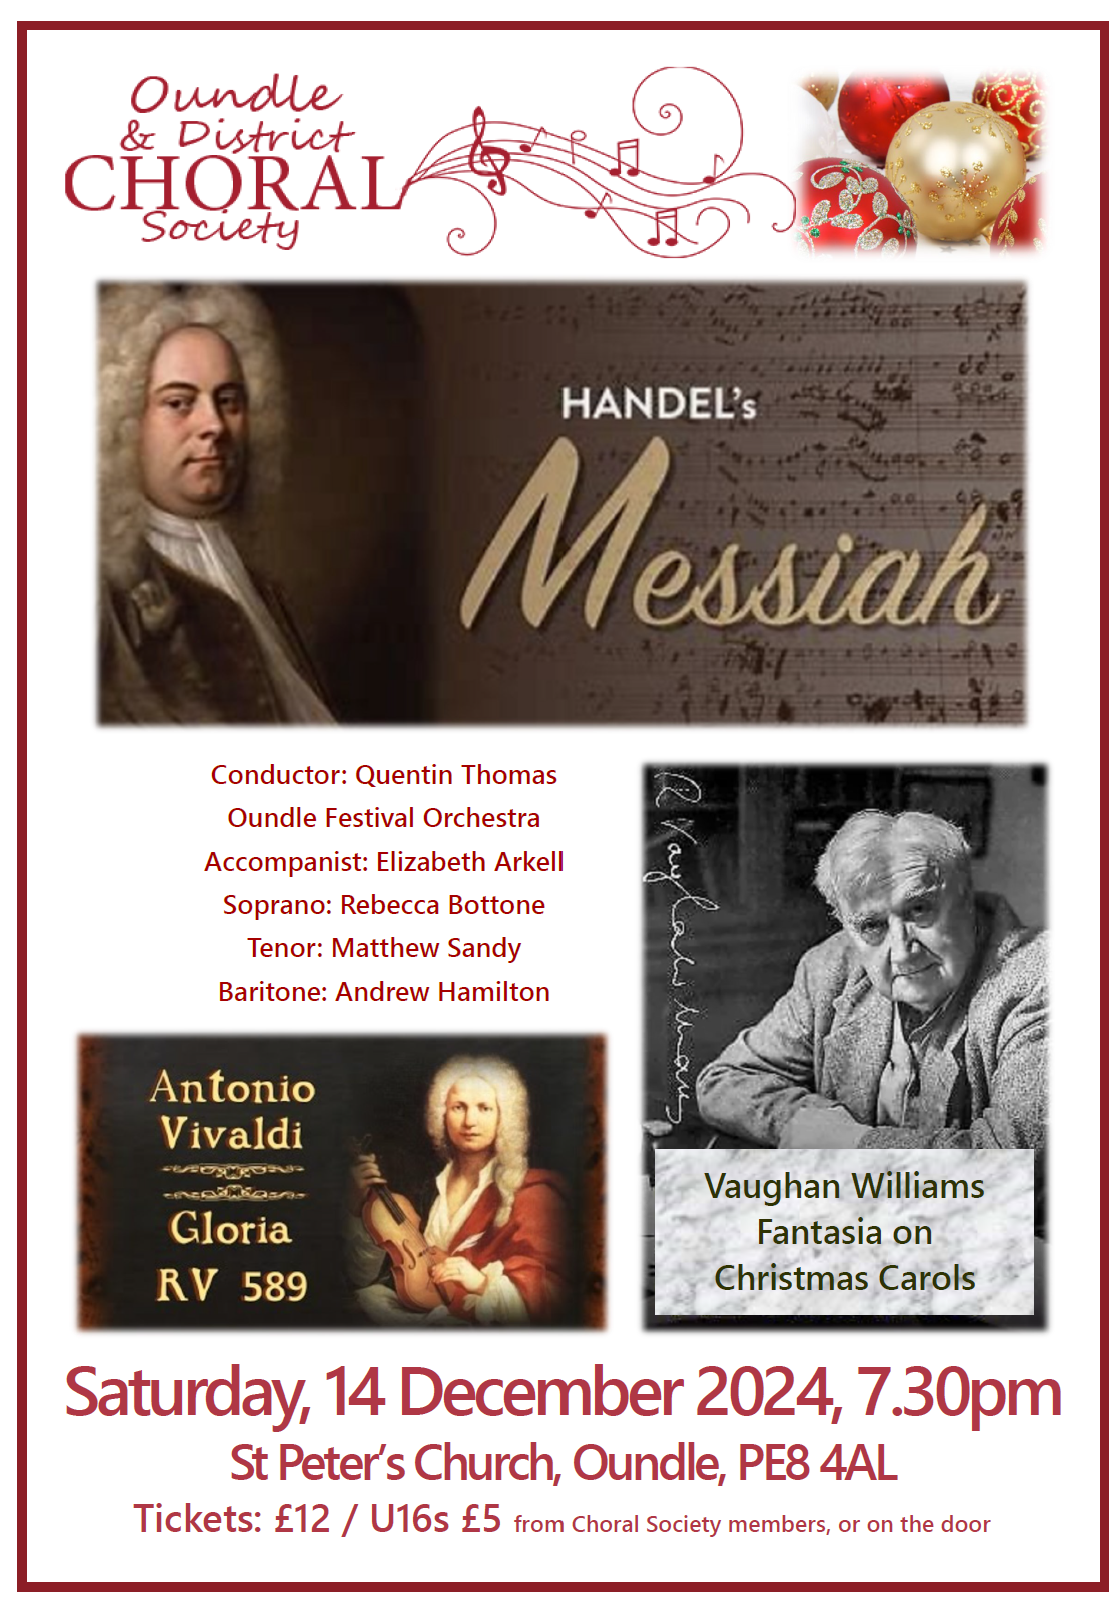 Oundle
& District
CHORAL
Society
HANDEL's
Messiah
Conductor: Quentin Thomas
Oundle Festival Orchestra
Accompanist: Elizabeth Arkell
Soprano: Rebecca Bottone
Tenor: Matthew Sandy
Baritone: Andrew Hamilton
R Vaughan Williams
Antonio
Vivaldi
Gloria
RV 589
Vaughan Williams
Fantasia on
Christmas Carols
Saturday, 14 December 2024, 7.30pm
St Peter's Church, Oundle, PE8 4AL
Tickets: £12 / U16s £5 from Choral Society members, or on the door